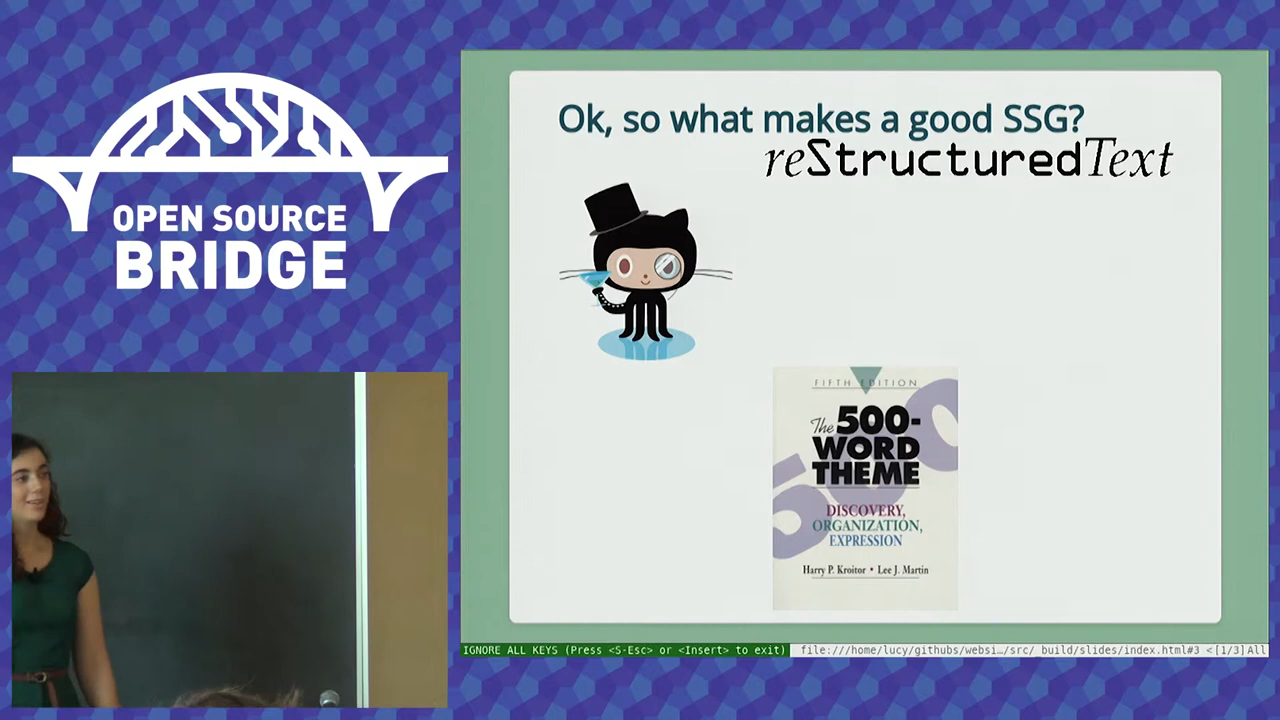 OPEN SOURCE
BRIDGE
Ok, so what makes a good SSG?
reStructuredText
FIFTH EDITION
The 500-
WORD
THEME
500
DISCOVERY,
ORGANIZATION,
EXPRESSION
Harry P. Kroitor • Lee J. Martin
IGNORE ALL KEYS (Press <S-Esc> or <Insert> to exit)
file:///home/lucy/githubs/websi…/src/_build/slides/index.html#3 <[1/3]All